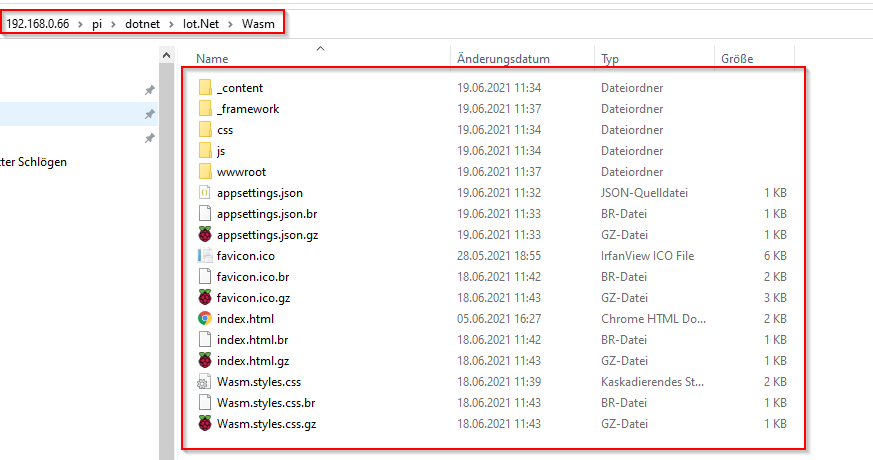 192.168.0.66 > pi > dotnet > Iot.Net > Wasm
Name Änderungsdatum Typ Größe
_content 19.06.2021 11:34 Dateiordner
_framework 19.06.2021 11:37 Dateiordner
css 19.06.2021 11:34 Dateiordner
js 19.06.2021 11:34 Dateiordner
tter Schlögen wwwroot 19.06.2021 11:37 Dateiordner
appsettings.json 19.06.2021 11:32 JSON-Quelldatei 1 KB
appsettings.json.br 19.06.2021 11:33 BR-Datei 1 KB
appsettings.json.gz 19.06.2021 11:33 GZ-Datei 1 KB
favicon.ico 28.05.2021 18:55 IrfanView ICO File 6 KB
favicon.ico.br 18.06.2021 11:42 BR-Datei 2 KB
favicon.ico.gz 18.06.2021 11:43 GZ-Datei 3 KB
index.html 05.06.2021 16:27 Chrome HTML Do... 2 KB
index.html.br 18.06.2021 11:42 BR-Datei 1 KB
index.html.gz 18.06.2021 11:43 GZ-Datei 1 KB
Wasm.styles.css 18.06.2021 11:39 Kaskadierendes St... 2 KB
Wasm.styles.css.br 18.06.2021 11:43 BR-Datei 1 KB
Wasm.styles.css.gz 18.06.2021 11:43 GZ-Datei 1 KB